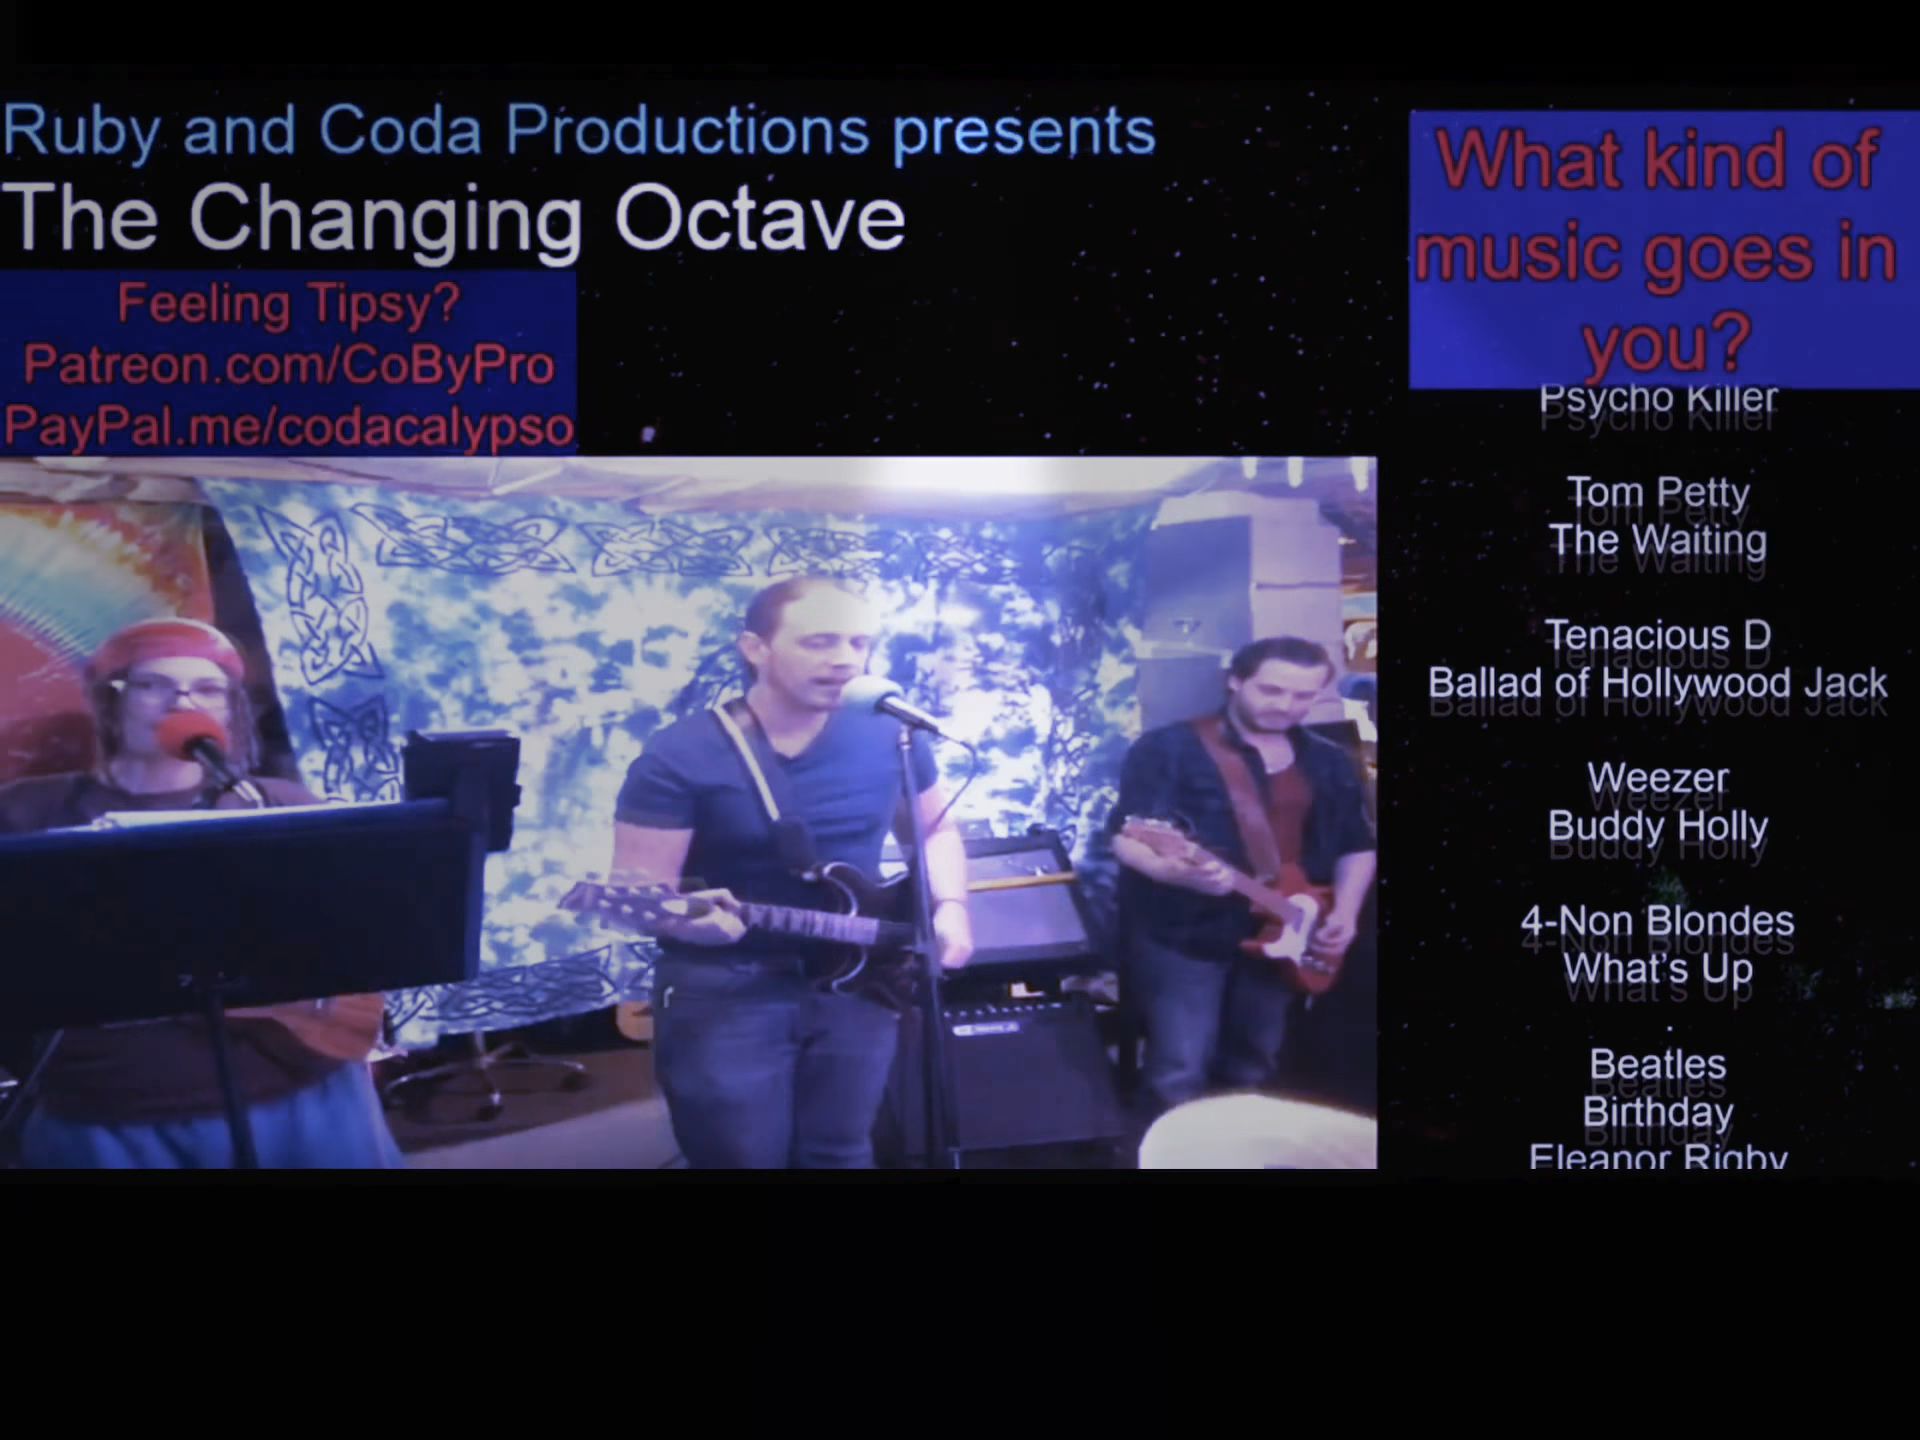 Ruby and Coda Productions presents
The Changing Octave
Feeling Tipsy?
Patreon.com/CoByPro
PayPal.me/codacalypso
What kind of
music goes in
you?
Psycho Killer
Tom Petty
The Waiting
Tenacious D
Ballad of Hollywood Jack
Weezer
Buddy Holly
4-Non Blondes
What's Up
Beatles
Birthday
Eleanor Rigby